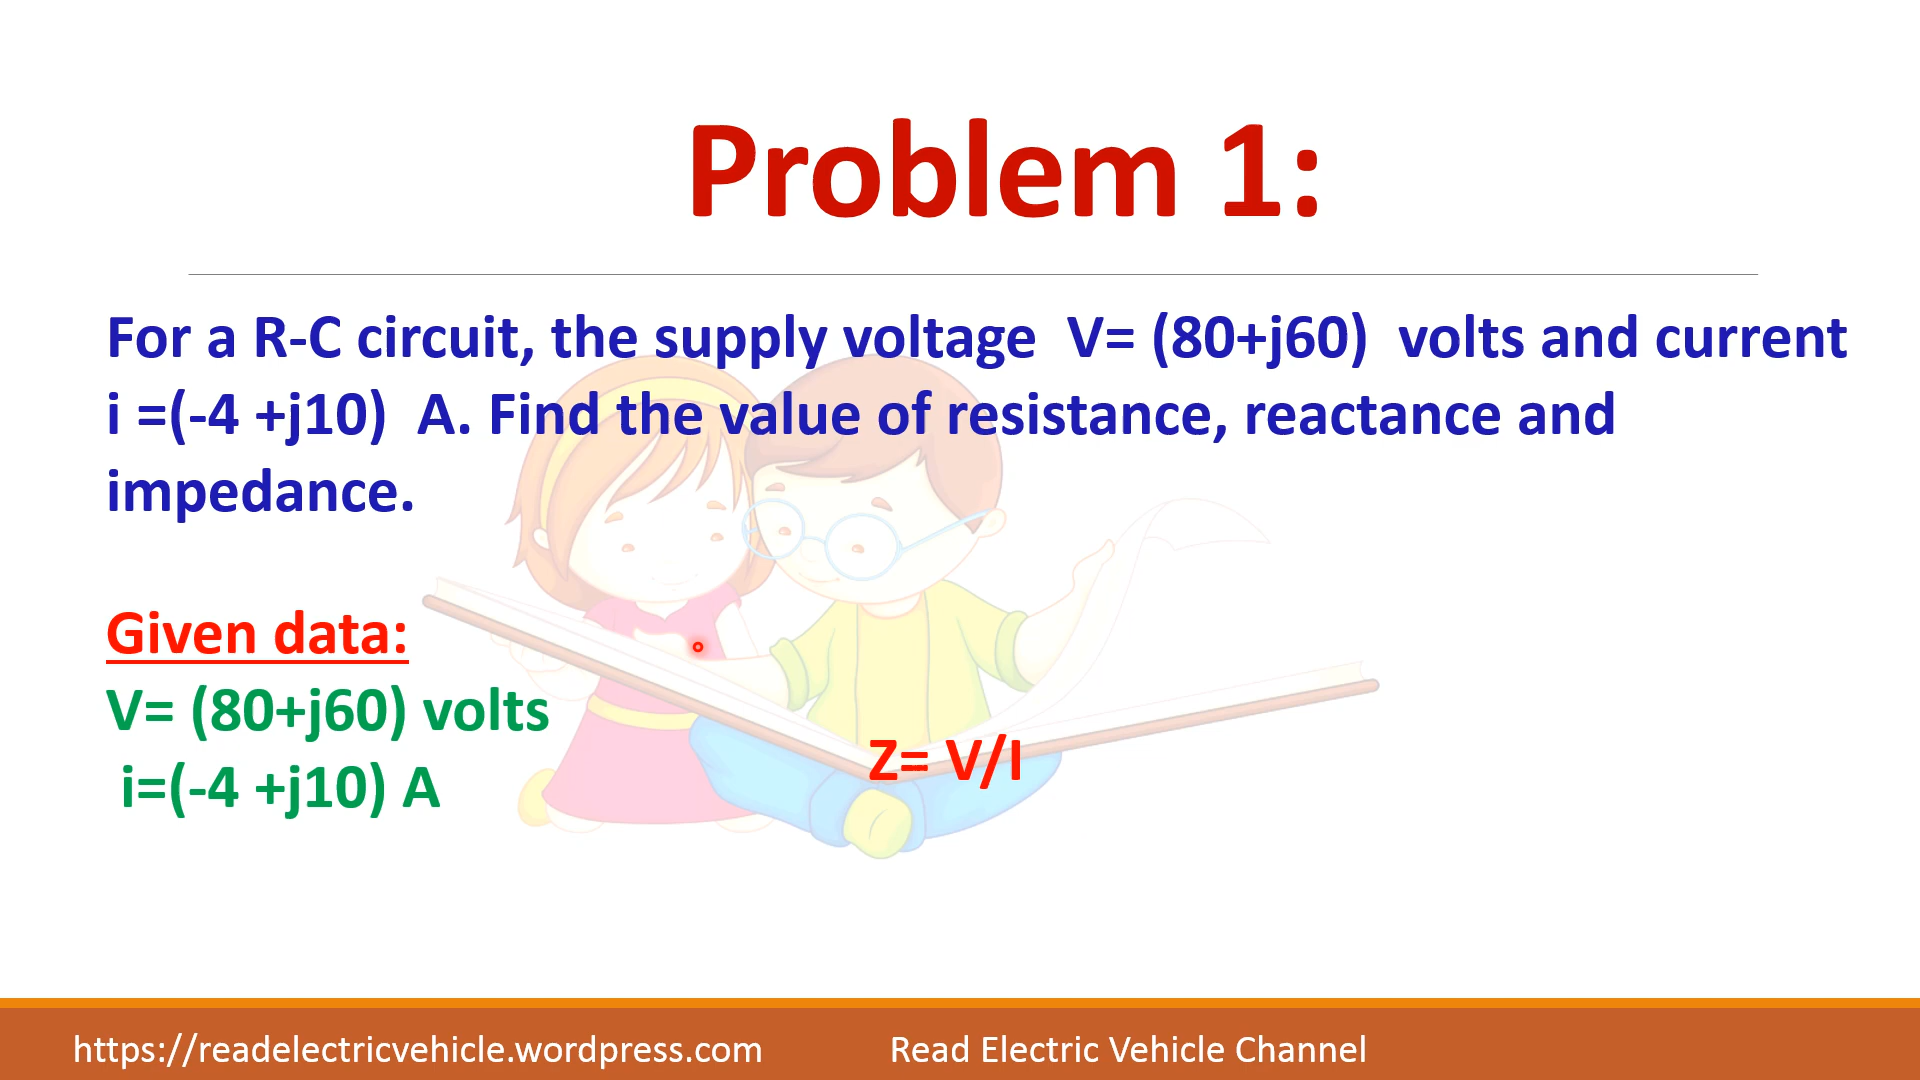 Problem 1:
For a R-C circuit, the supply voltage V= (80+j60) volts and current
i =(-4 +j10) A. Find the value of resistance, reactance and
impedance.
Given data:
V= (80+j60) volts
i=(-4 +j10) A
Z= V/I
https://readelectricvehicle.wordpress.com Read Electric Vehicle Channel